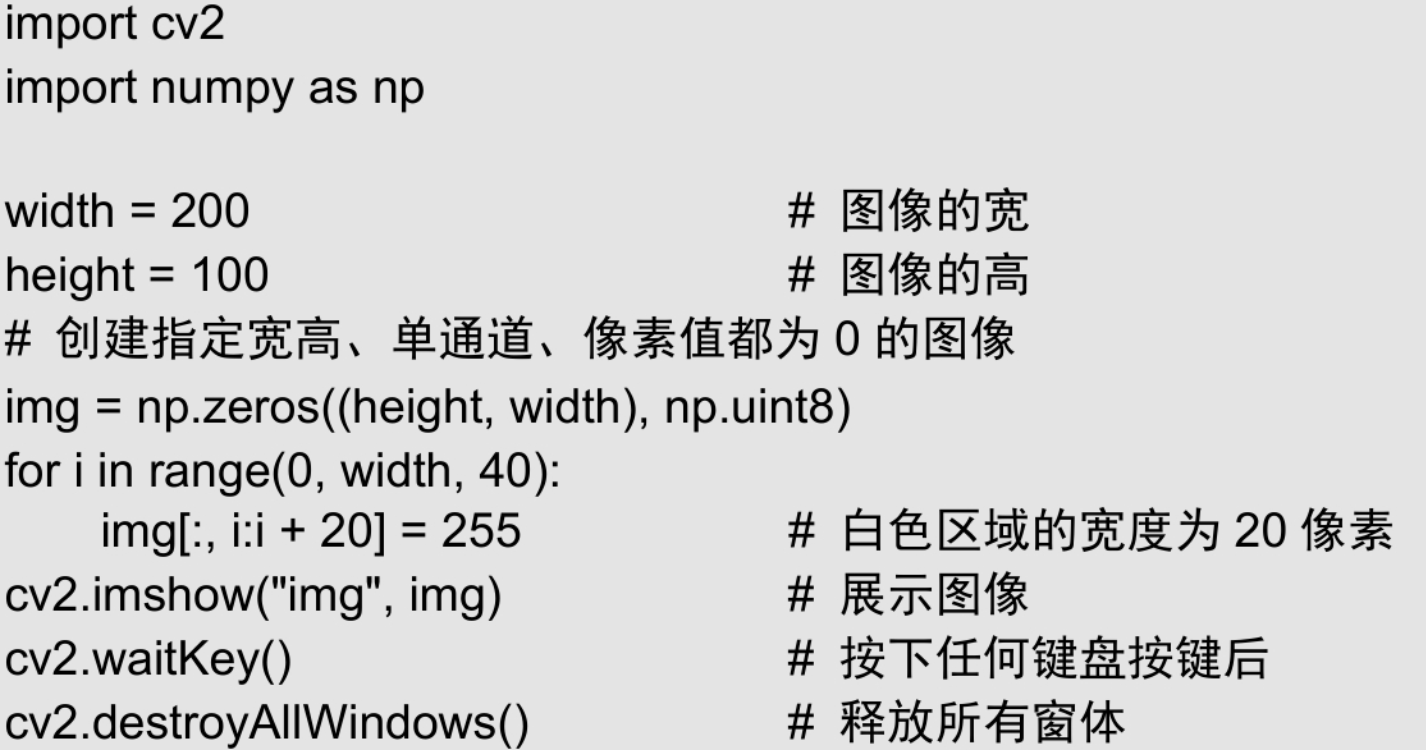 import cv2
import numpy as np
width = 200 # 图像的宽
height = 100 # 图像的高
# 创建指定宽高、单通道、像素值都为 0 的图像
img = np.zeros((height, width), np.uint8)
for i in range(0, width, 40):
    img[:, i:i + 20] = 255 # 白色区域的宽度为 20 像素
cv2.imshow("img", img) # 展示图像
cv2.waitKey() # 按下任何键盘按键后
cv2.destroyAllWindows() # 释放所有窗体